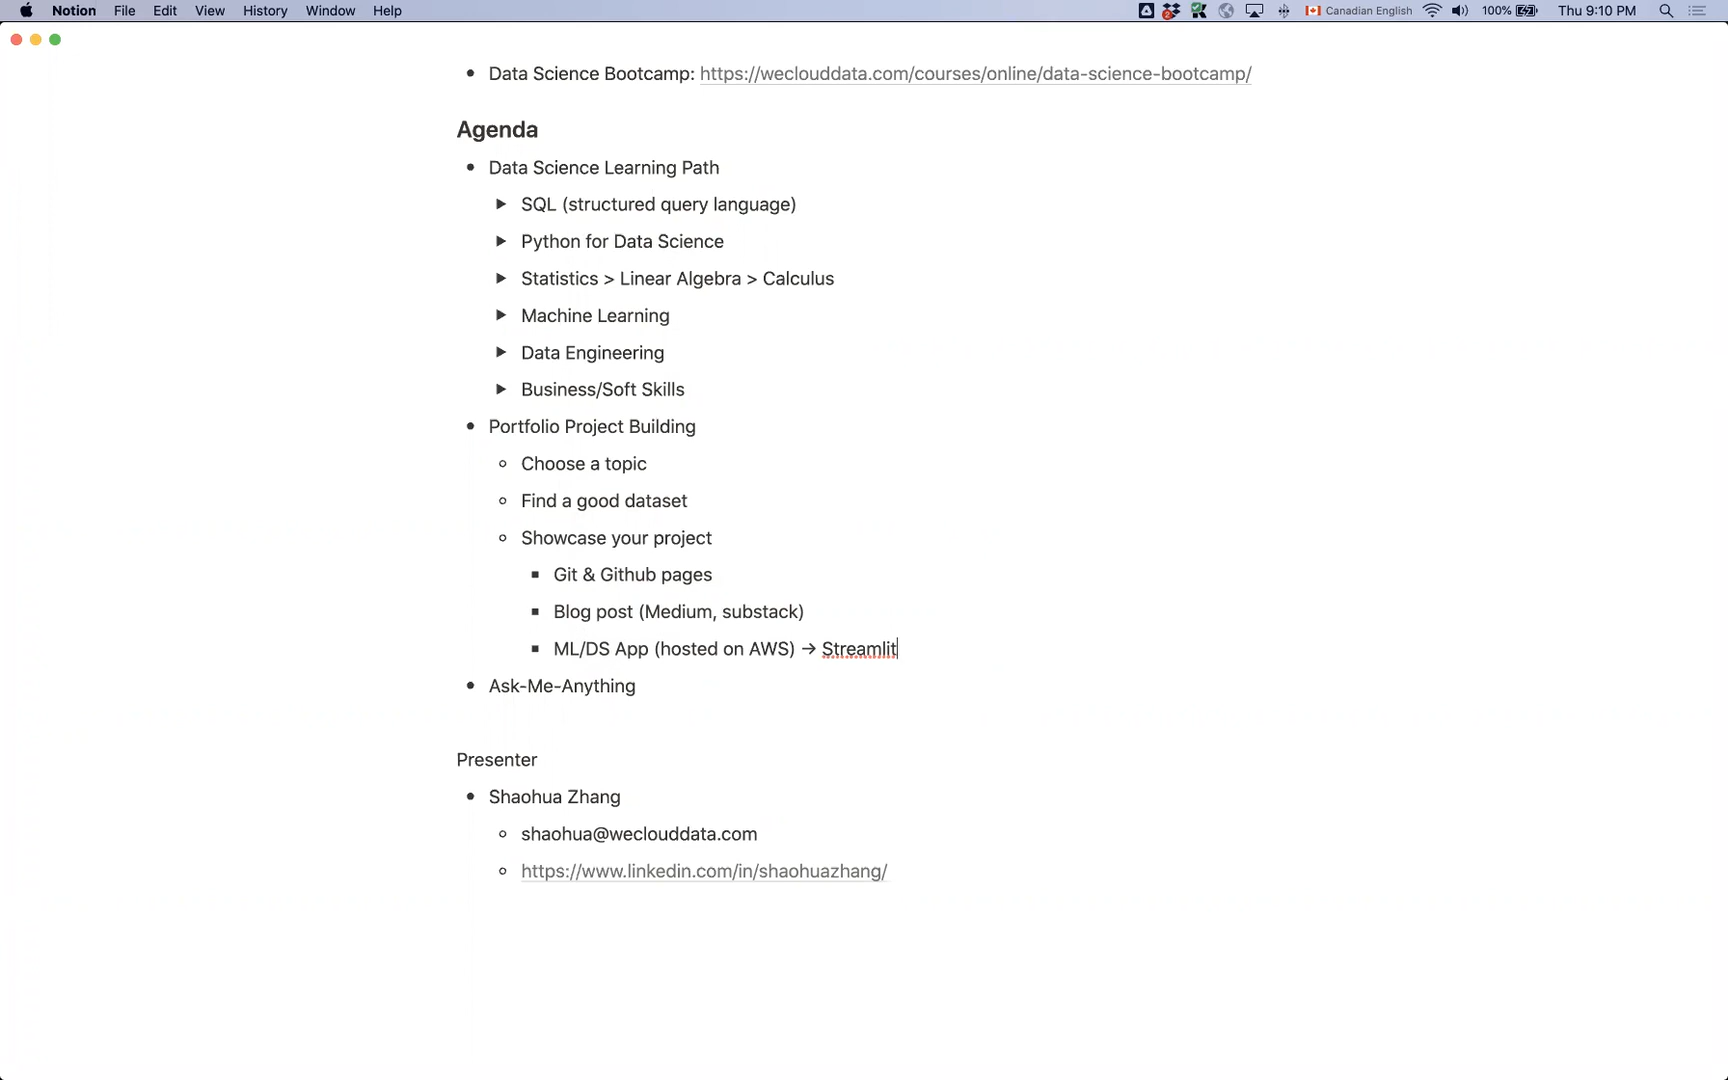 Notion File Edit View History Window Help 2 Canadian English 100% Thu 9:10 PM
Data Science Bootcamp: https://weclouddata.com/courses/online/data-science-bootcamp/
Agenda
Data Science Learning Path
SQL (structured query language)
Python for Data Science
Statistics > Linear Algebra > Calculus
Machine Learning
Data Engineering
Business/Soft Skills
Portfolio Project Building
Choose a topic
Find a good dataset
Showcase your project
Git & Github pages
Blog post (Medium, substack)
ML/DS App (hosted on AWS) → Streamlit
Ask-Me-Anything
Presenter
Shaohua Zhang
shaohua@weclouddata.com
https://www.linkedin.com/in/shaohuazhang/